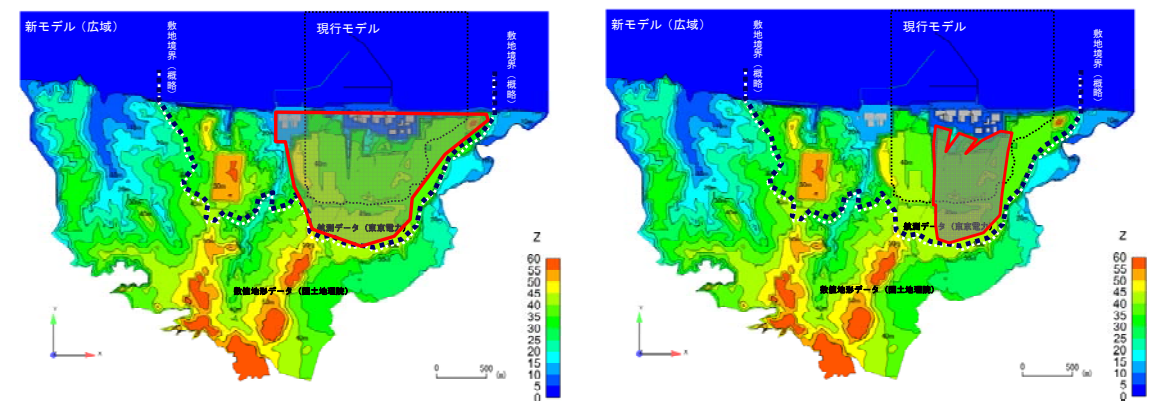 新モデル（広域）
敷地境界（概略）
現行モデル
敷地境界（概略）
航測データ（東京電力）
数値地形データ（国土地理院）
Z
60
55
50
45
40
35
30
25
20
15
10
5
0
0 500 (m)
Y
X
新モデル（広域）
敷地境界（概略）
現行モデル
敷地境界（概略）
航測データ（東京電力）
数値地形データ（国土地理院）
Z
60
55
50
45
40
35
30
25
20
15
10
5
0
0 500 (m)
Y
X